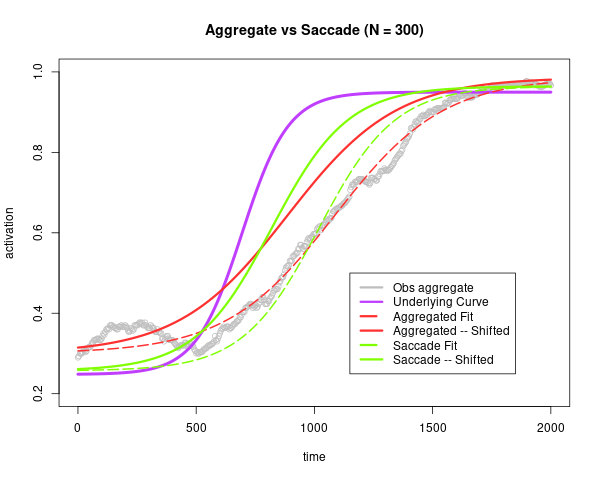 Aggregate vs Saccade (N = 300)
activation
1.0
0.8
0.6
0.4
0.2
Obs aggregate
Underlying Curve
Aggregated Fit
Aggregated -- Shifted
Saccade Fit
Saccade -- Shifted
0 500 1000 1500 2000
time